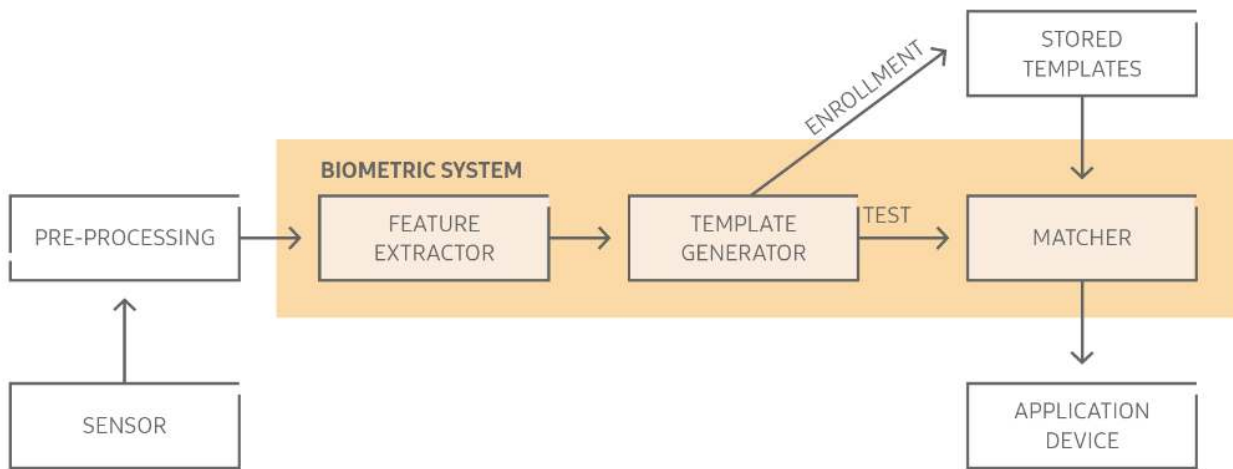 STORED
TEMPLATES
ENROLLMENT
BIOMETRIC SYSTEM
PRE-PROCESSING
FEATURE
EXTRACTOR
TEMPLATE
GENERATOR
TEST
MATCHER
SENSOR
APPLICATION
DEVICE